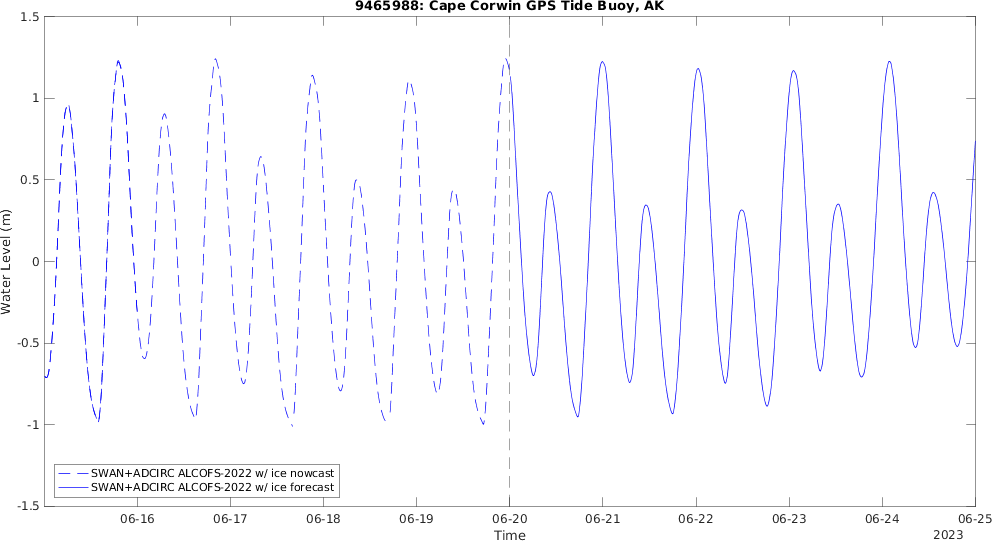 9465988: Cape Corwin GPS Tide Buoy, AK
1.5
1
0.5
0
-0.5
-1
-1.5
Water Level (m)
SWAN+ADCIRC ALCOFS-2022 w/ ice nowcast
SWAN+ADCIRC ALCOFS-2022 w/ ice forecast
06-16 06-17 06-18 06-19 06-20 06-21 06-22 06-23 06-24 06-25
Time
2023